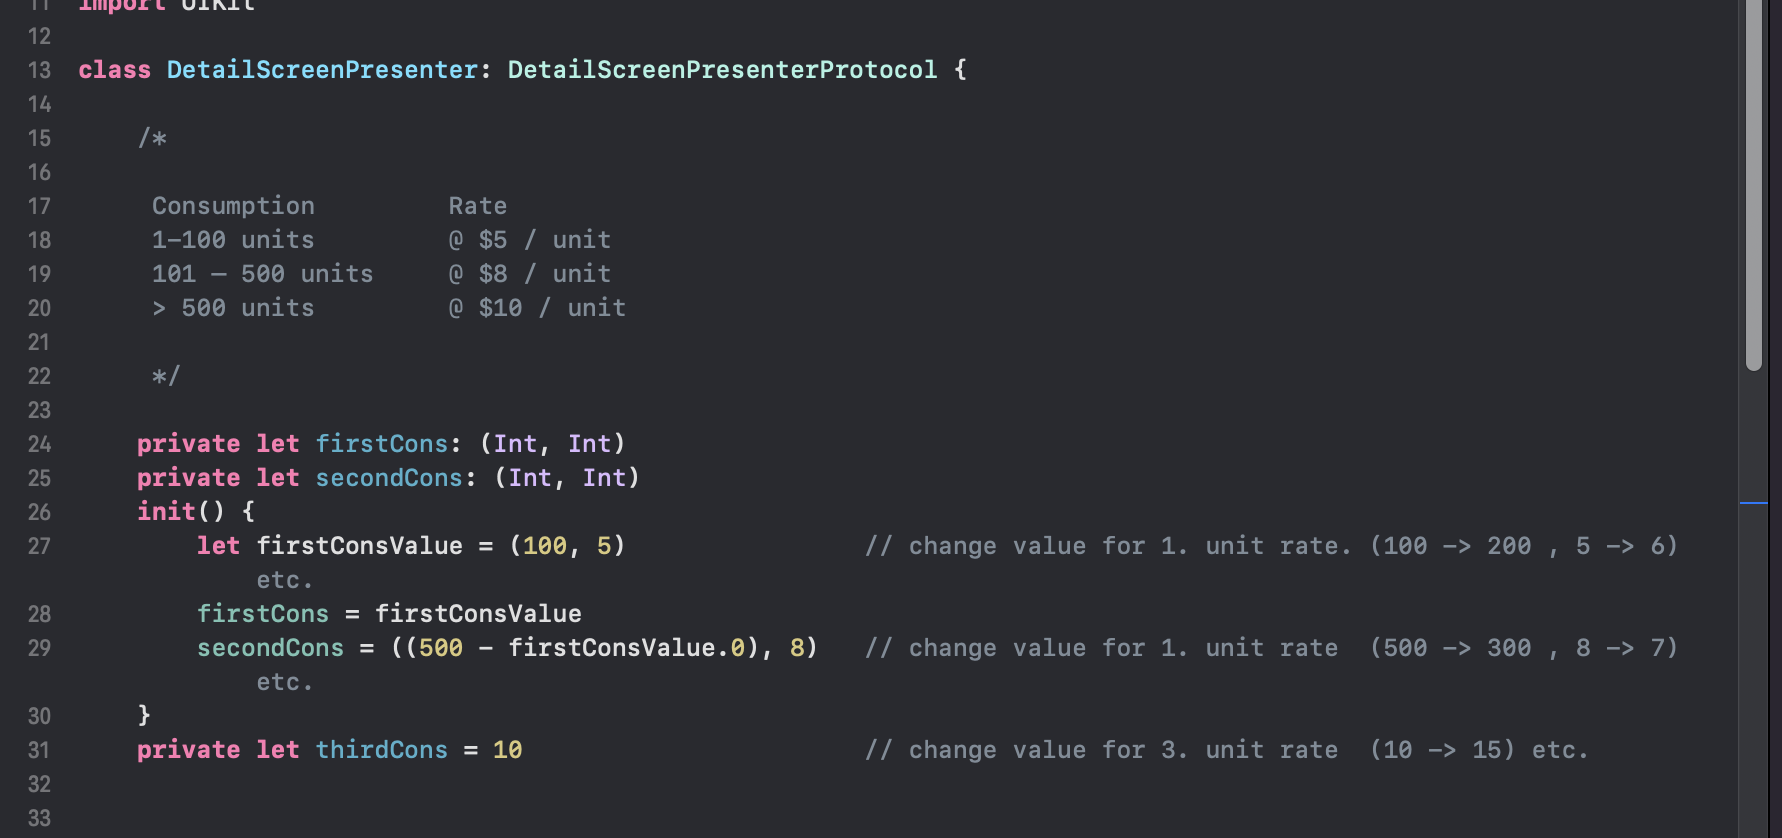 11 import UIKit
12
13 class DetailScreenPresenter: DetailScreenPresenterProtocol {
14
15 /*
16
17 Consumption Rate
18 1–100 units @ $5 / unit
19 101 – 500 units @ $8 / unit
20 > 500 units @ $10 / unit
21
22 */
23
24 private let firstCons: (Int, Int)
25 private let secondCons: (Int, Int)
26 init() {
27 let firstConsValue = (100, 5) // change value for 1. unit rate. (100 -> 200 , 5 -> 6)
etc.
28 firstCons = firstConsValue
29 secondCons = ((500 - firstConsValue.0), 8) // change value for 1. unit rate (500 -> 300 , 8 -> 7)
etc.
30 }
31 private let thirdCons = 10 // change value for 3. unit rate (10 -> 15) etc.
32
33